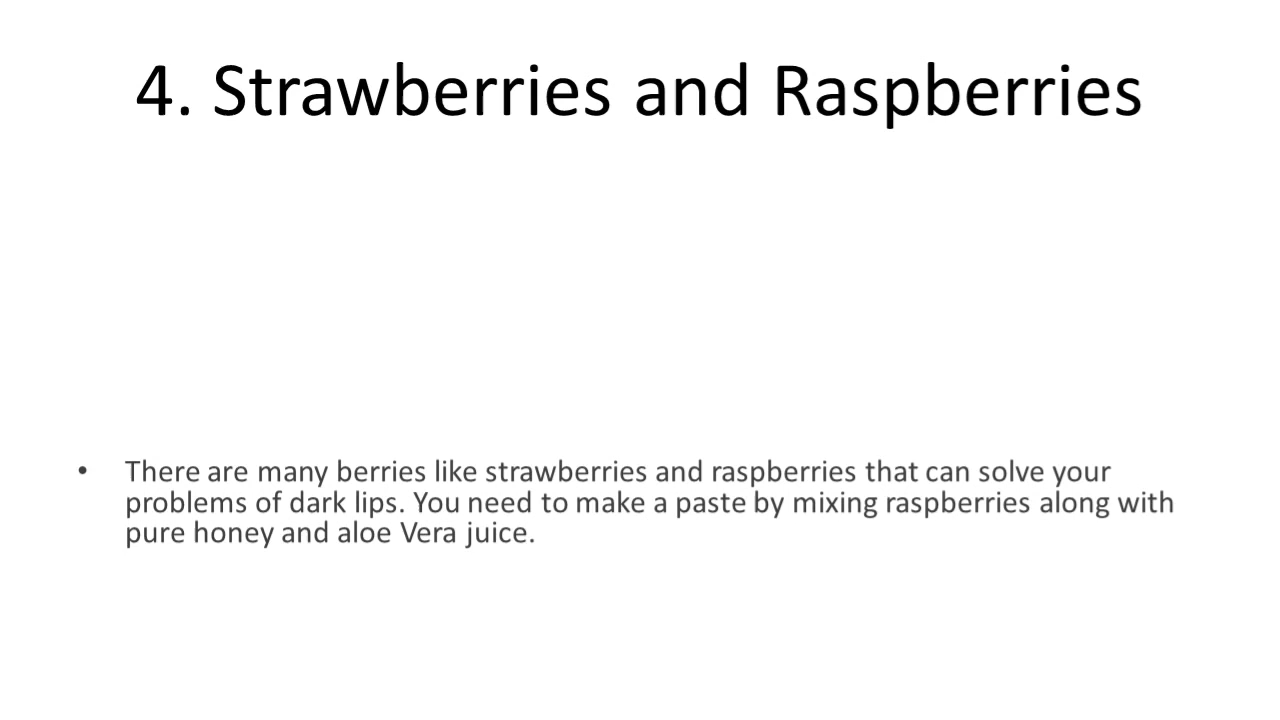 4. Strawberries and Raspberries
• There are many berries like strawberries and raspberries that can solve your
problems of dark lips. You need to make a paste by mixing raspberries along with
pure honey and aloe Vera juice.